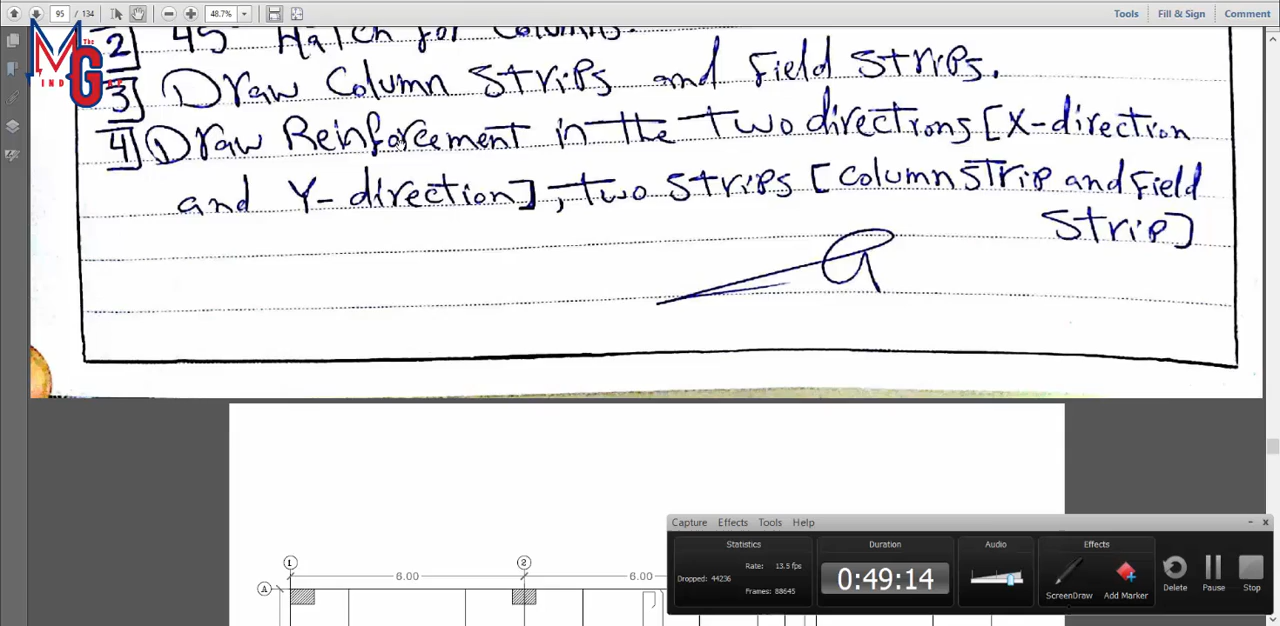 95 / 134
48.7%
Tools
Fill & Sign
Comment
The
MG
IND
2] 45° Hatch for Columns.
3] Draw Column Strips and Field Strips.
4] Draw Reinforcement in the two directions [X-direction
and Y-direction], two strips [column strip and field
strip]
1
6.00
2
6.00
A
Capture Effects Tools Help
Statistics
Rate: 13.5 fps
Dropped: 44236
Frames: 88645
Duration
0:49:14
Audio
Effects
ScreenDraw
Add Marker
Delete
Pause
Stop